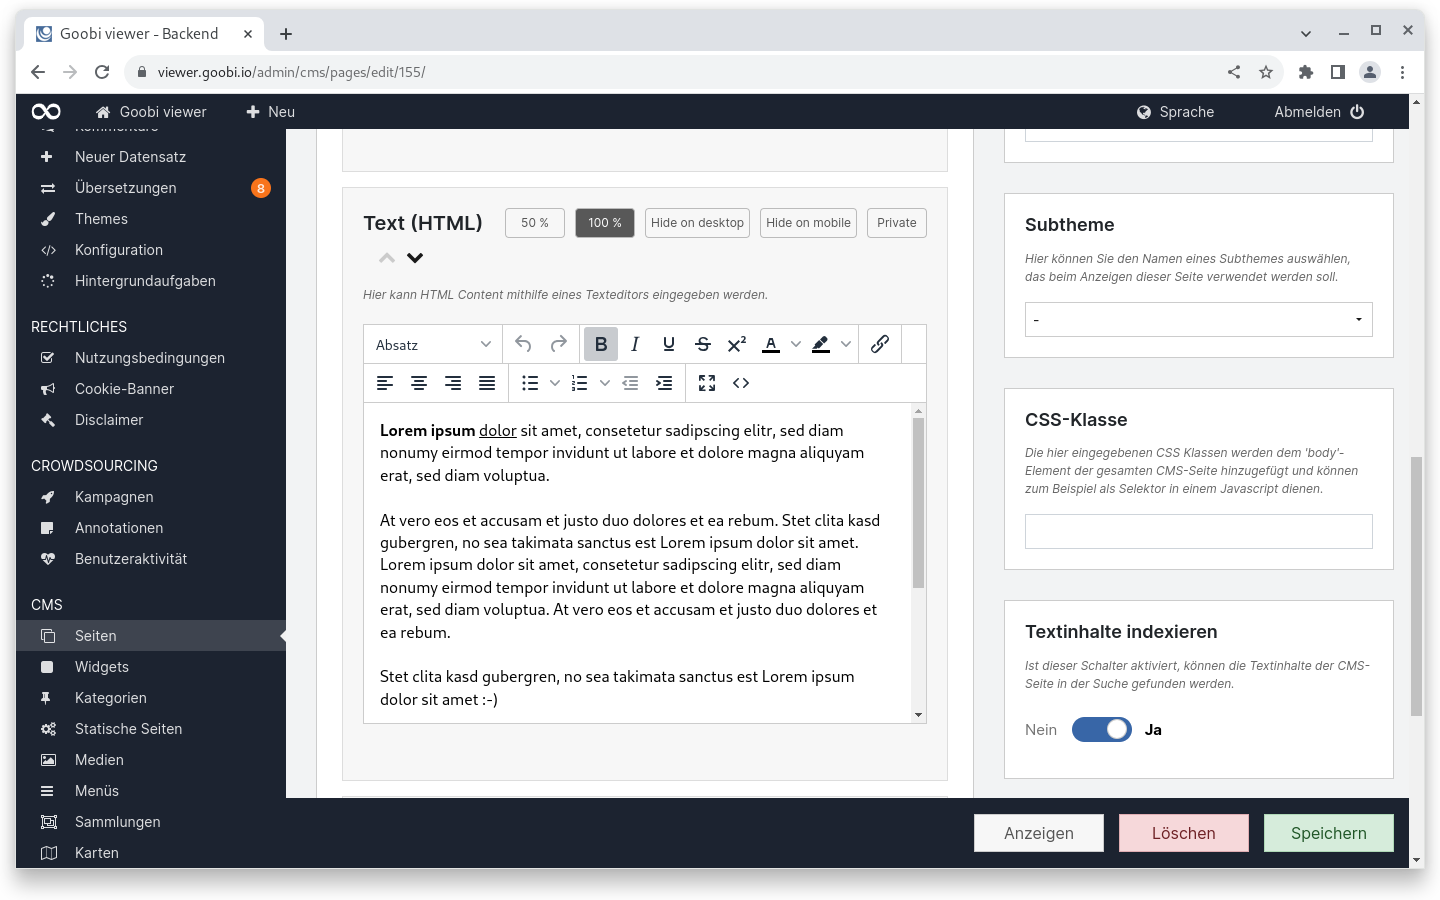 Goobi viewer - Backend
viewer.goobi.io/admin/cms/pages/edit/155/
Goobi viewer
Neu
Sprache
Abmelden
Kommentare
Neuer Datensatz
Übersetzungen
8
Themes
Konfiguration
Hintergrundaufgaben
RECHTLICHES
Nutzungsbedingungen
Cookie-Banner
Disclaimer
CROWDSOURCING
Kampagnen
Annotationen
Benutzeraktivität
CMS
Seiten
Widgets
Kategorien
Statische Seiten
Medien
Menüs
Sammlungen
Karten
Text (HTML)
50 %
100 %
Hide on desktop
Hide on mobile
Private
Hier kann HTML Content mithilfe eines Texteditors eingegeben werden.
Absatz
Lorem ipsum dolor sit amet, consetetur sadipscing elitr, sed diam
nonumy eirmod tempor invidunt ut labore et dolore magna aliquyam
erat, sed diam voluptua.
At vero eos et accusam et justo duo dolores et ea rebum. Stet clita kasd
gubergren, no sea takimata sanctus est Lorem ipsum dolor sit amet.
Lorem ipsum dolor sit amet, consetetur sadipscing elitr, sed diam
nonumy eirmod tempor invidunt ut labore et dolore magna aliquyam
erat, sed diam voluptua. At vero eos et accusam et justo duo dolores et
ea rebum.
Stet clita kasd gubergren, no sea takimata sanctus est Lorem ipsum
dolor sit amet :-)
Subtheme
Hier können Sie den Namen eines Subthemes auswählen,
das beim Anzeigen dieser Seite verwendet werden soll.
-
CSS-Klasse
Die hier eingegebenen CSS Klassen werden dem 'body'-
Element der gesamten CMS-Seite hinzugefügt und können
zum Beispiel als Selektor in einem Javascript dienen.
Textinhalte indexieren
Ist dieser Schalter aktiviert, können die Textinhalte der CMS-
Seite in der Suche gefunden werden.
Nein
Ja
Anzeigen
Löschen
Speichern